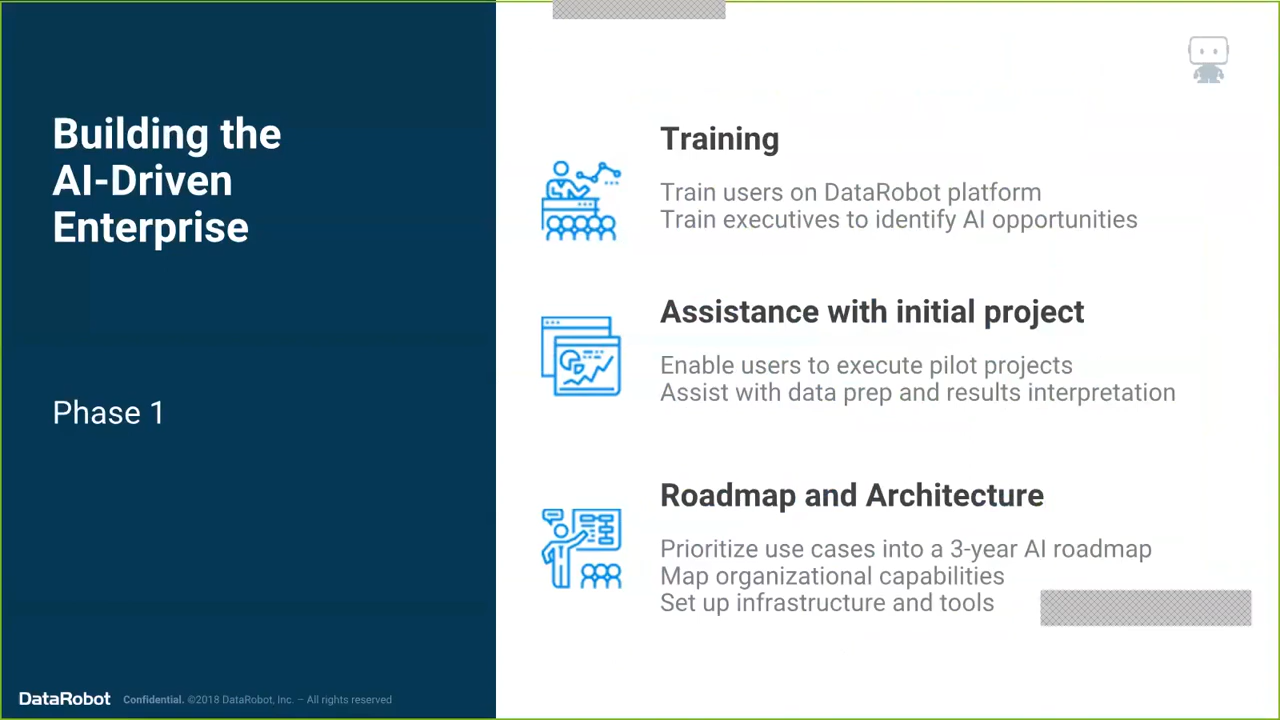 Building the
AI-Driven
Enterprise
Phase 1
Training
Train users on DataRobot platform
Train executives to identify AI opportunities
Assistance with initial project
Enable users to execute pilot projects
Assist with data prep and results interpretation
Roadmap and Architecture
Prioritize use cases into a 3-year AI roadmap
Map organizational capabilities
Set up infrastructure and tools
DataRobot Confidential. ©2018 DataRobot, Inc. – All rights reserved